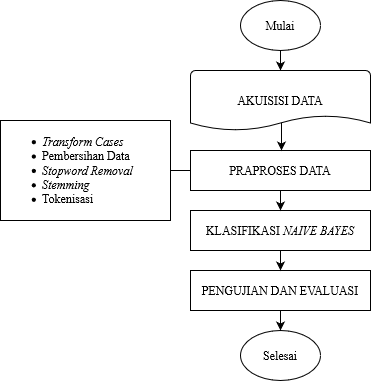 Mulai
AKUISISI DATA
Transform Cases
Pembersihan Data
Stopword Removal
Stemming
Tokenisasi
PRAPROSES DATA
KLASIFIKASI NAIVE BAYES
PENGUJIAN DAN EVALUASI
Selesai